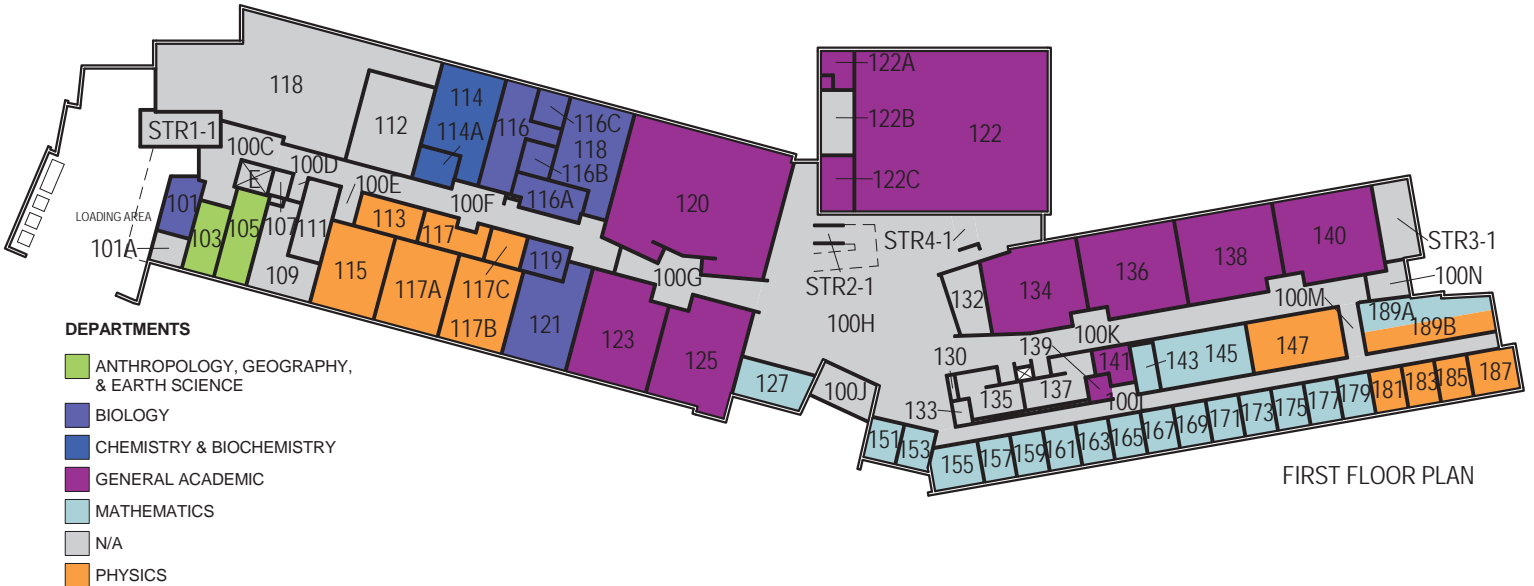 122A
118
114
STR1-1
112
116
116C
122B
122
100C
114A
118
100D
116B
E
100E
116A
122C
101
107
100F
120
LOADING AREA
103
105
111
113
117
STR4-1
140
STR3-1
101A
109
119
138
136
115
117A
117C
100G
STR2-1
132
134
100M
100N
117B
121
100H
189A
189B
123
125
139
100K
141
143
145
147
130
127
100J
135
137
133
100I
181
183
185
187
151
153
155
157
159
161
163
165
167
169
171
173
175
177
179
FIRST FLOOR PLAN
DEPARTMENTS
ANTHROPOLOGY, GEOGRAPHY,
& EARTH SCIENCE
BIOLOGY
CHEMISTRY & BIOCHEMISTRY
GENERAL ACADEMIC
MATHEMATICS
N/A
PHYSICS